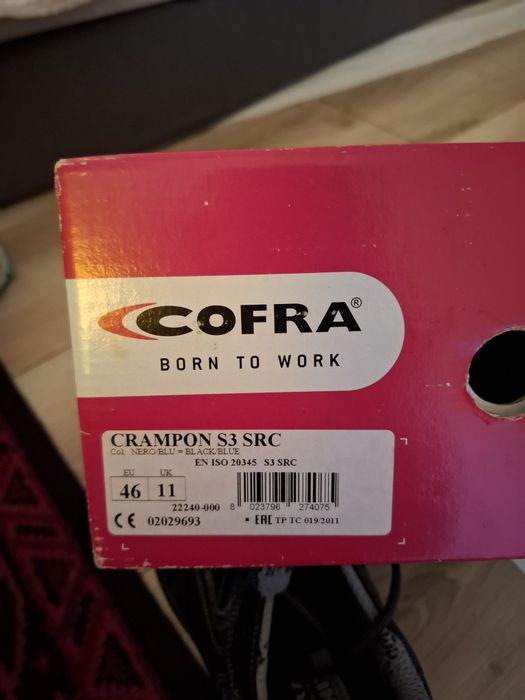 COFRA®
BORN TO WORK
CRAMPON S3 SRC
Col. NERO/BLU = BLACK/BLUE
EN ISO 20345 S3 SRC
EU UK
46 11
22240-000 8 023796 274075
CE 02029693 EAC TP TC 019/2011